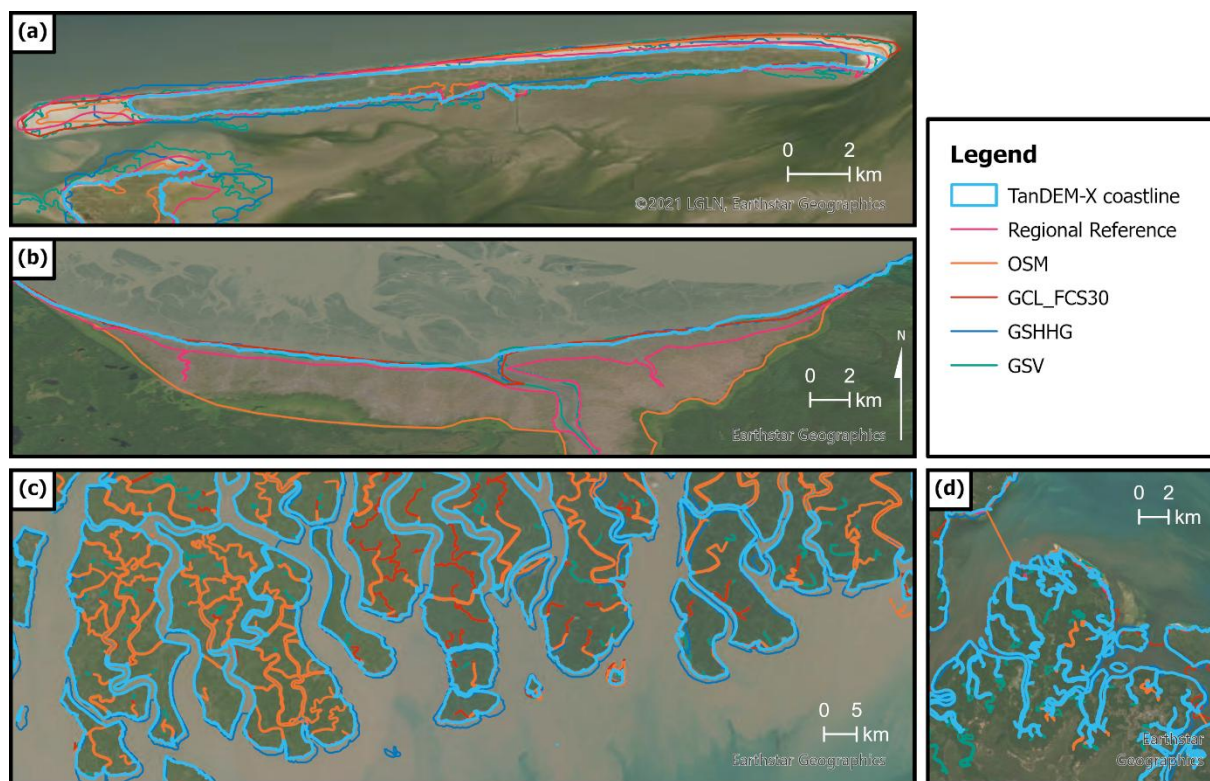 (a)
0 2
km
©2021 LGLN, Earthstar Geographics
(b)
N
0 2
km
Earthstar Geographics
Legend
TanDEM-X coastline
Regional Reference
OSM
GCL_FCS30
GSHHG
GSV
(c)
0 5
km
Earthstar Geographics
(d)
0 2
km
Earthstar
Geographics